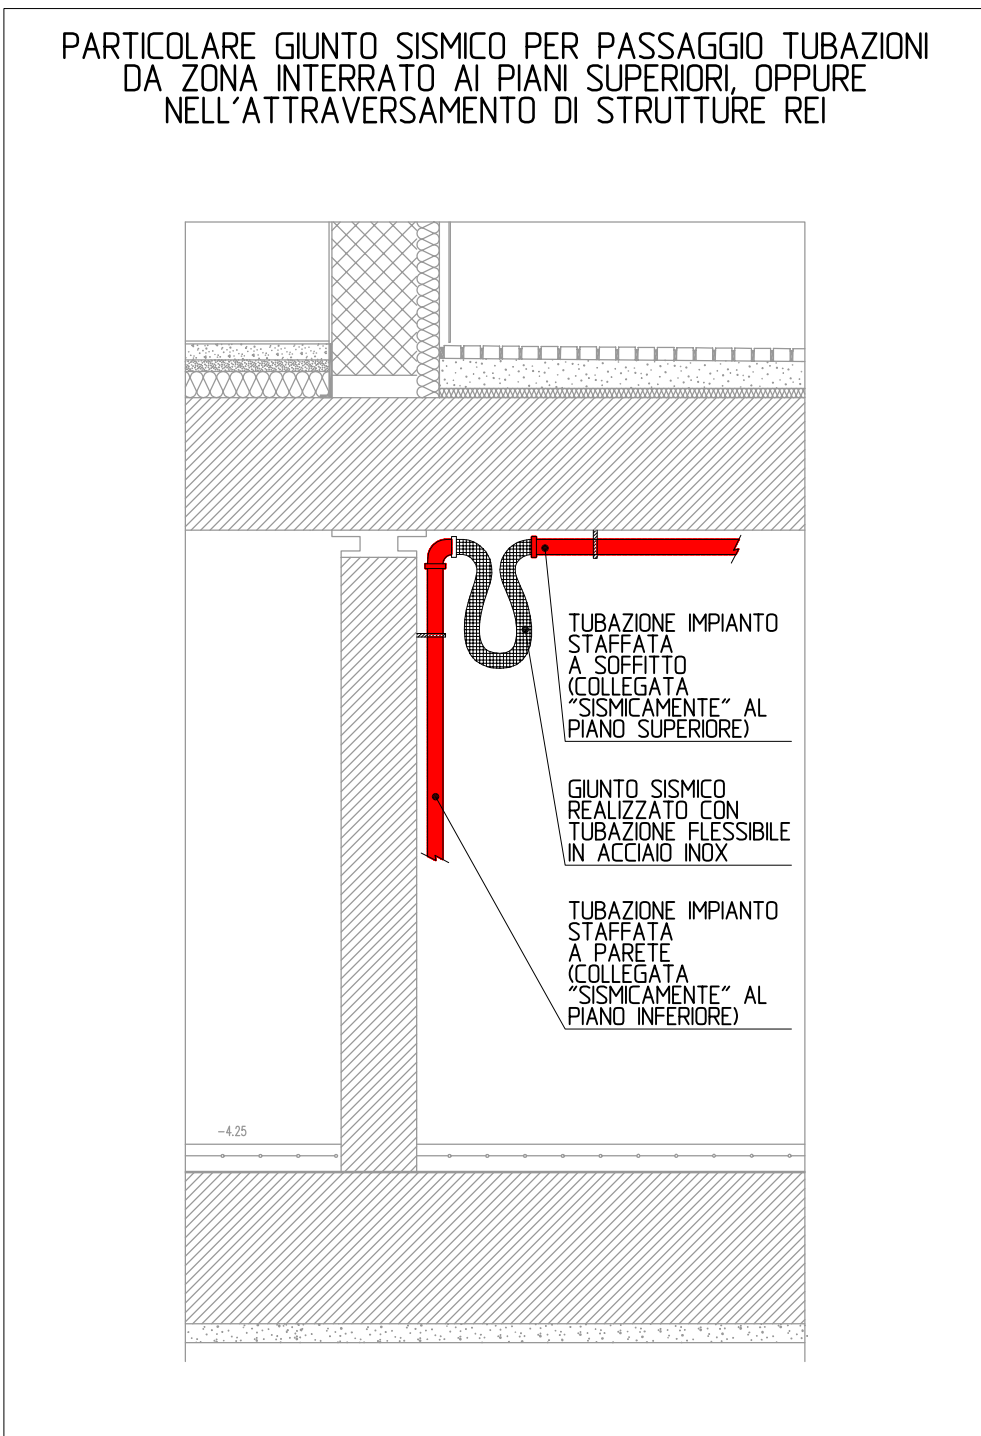 PARTICOLARE GIUNTO SISMICO PER PASSAGGIO TUBAZIONI
DA ZONA INTERRATO AI PIANI SUPERIORI, OPPURE
NELL'ATTRAVERSAMENTO DI STRUTTURE REI
TUBAZIONE IMPIANTO
STAFFATA
A SOFFITTO
(COLLEGATA
"SISMICAMENTE" AL
PIANO SUPERIORE)
GIUNTO SISMICO
REALIZZATO CON
TUBAZIONE FLESSIBILE
IN ACCIAIO INOX
TUBAZIONE IMPIANTO
STAFFATA
A PARETE
(COLLEGATA
"SISMICAMENTE" AL
PIANO INFERIORE)
-4.25